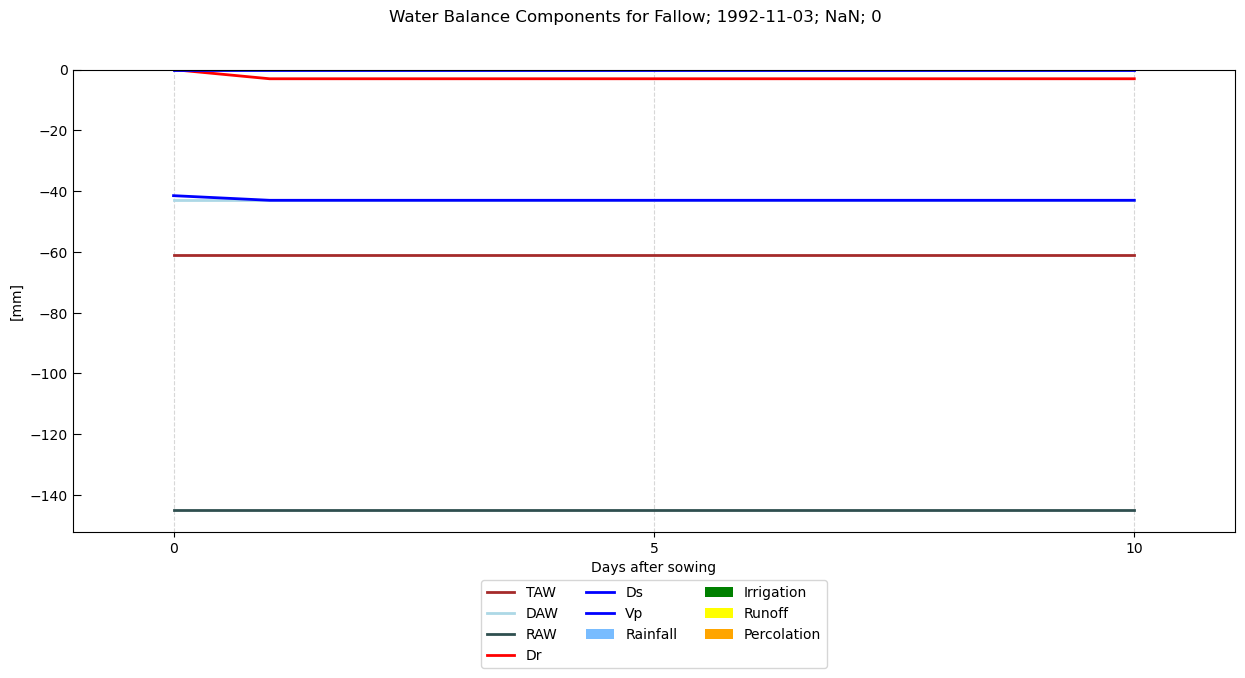 Water Balance Components for Fallow; 1992-11-03; NaN; 0
0
−20
−40
−60
−80
−100
−120
−140
[mm]
0 5 10
Days after sowing
TAW Ds Irrigation
DAW Vp Runoff
RAW Rainfall Percolation
Dr